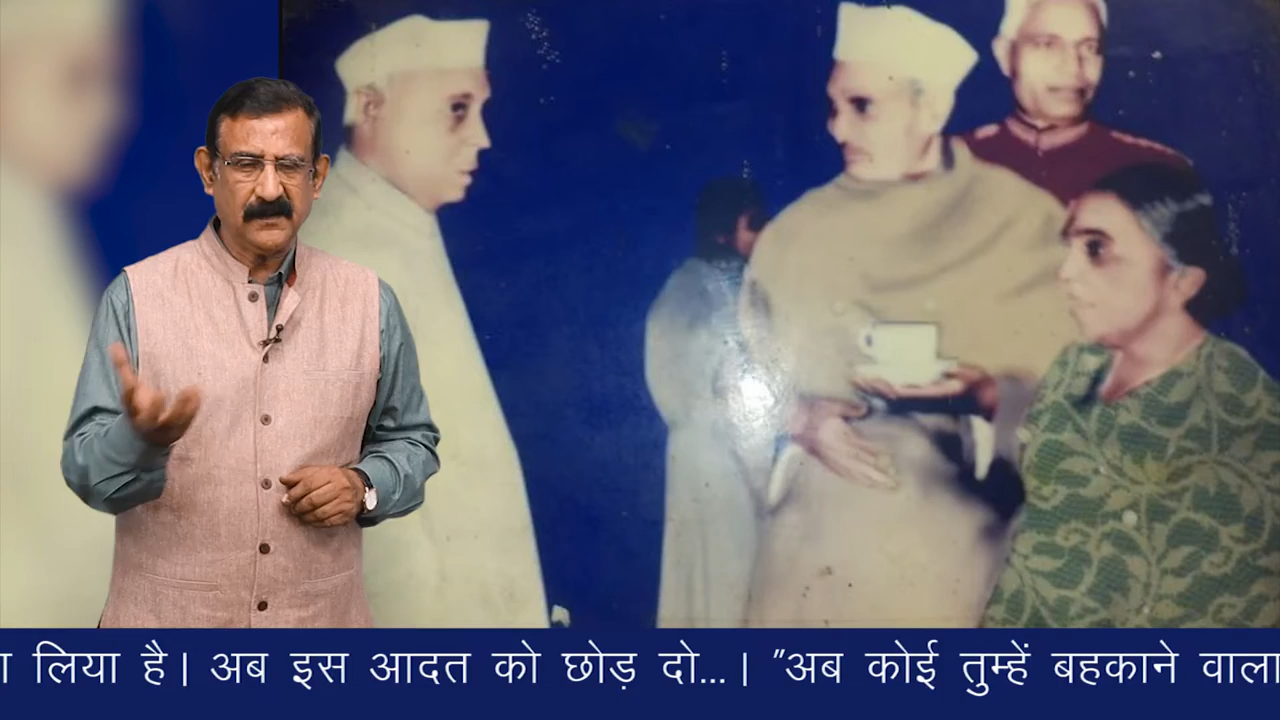 लिया है। अब इस आदत को छोड़ दो...। "अब कोई तुम्हें बहकाने वाला